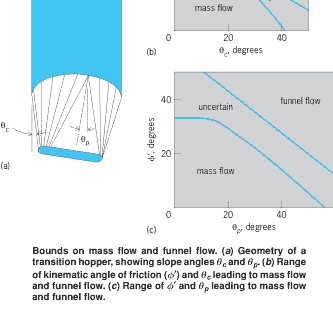 mass flow
0
20
40
(b)
θc, degrees
θc
θp
(a)
40
20
φ′, degrees
uncertain
funnel flow
mass flow
0
20
40
(c)
θp, degrees
Bounds on mass flow and funnel flow. (a) Geometry of a
transition hopper, showing slope angles θc and θp. (b) Range
of kinematic angle of friction (φ′) and θc leading to mass flow
and funnel flow. (c) Range of φ′ and θp leading to mass flow
and funnel flow.